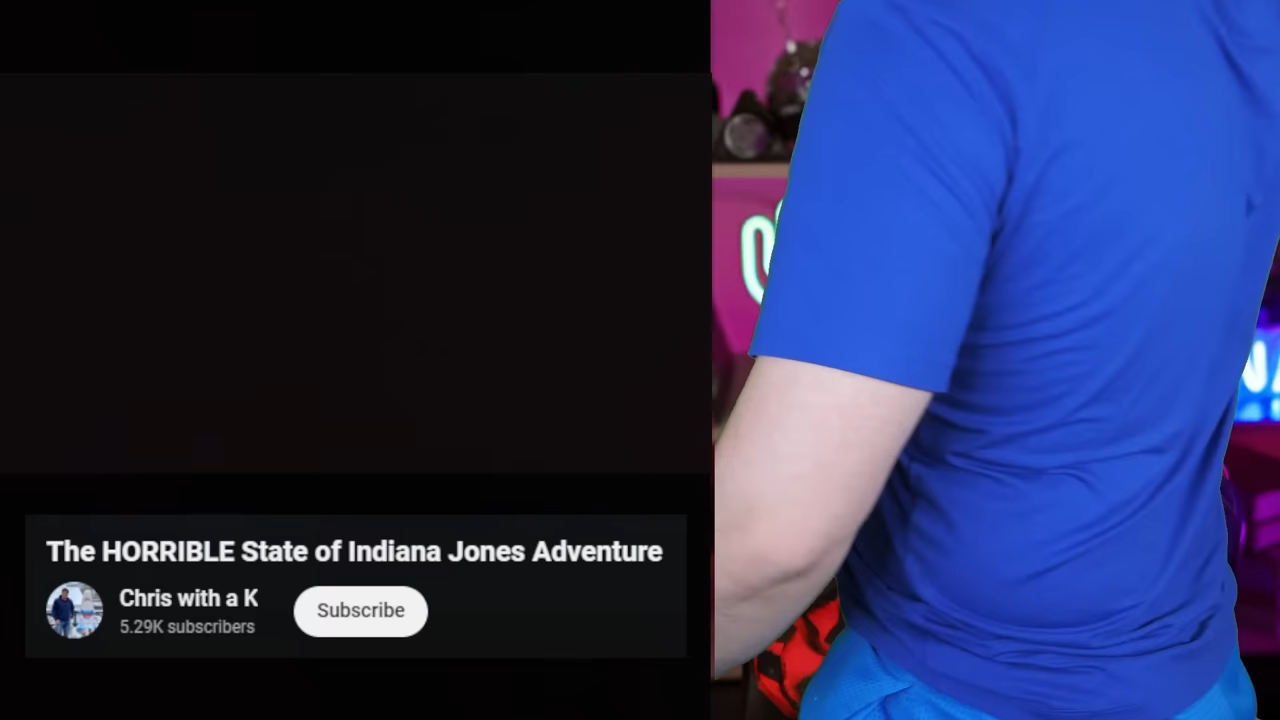 The HORRIBLE State of Indiana Jones Adventure
Chris with a K
5.29K subscribers
Subscribe